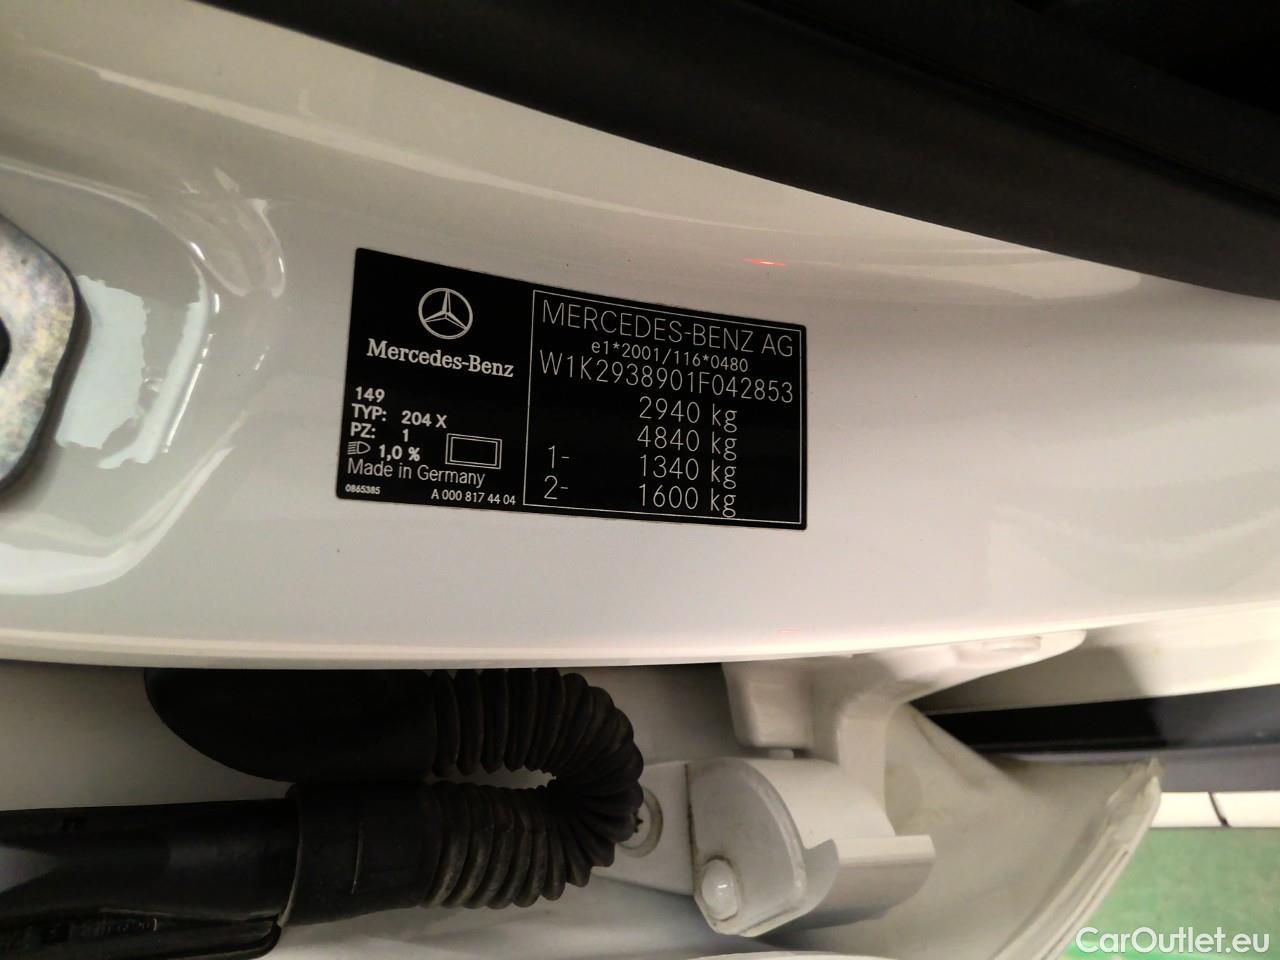 Mercedes-Benz
149
TYP: 204 X
PZ: 1
1,0 %
Made in Germany
0865385 A 000 817 44 04
MERCEDES-BENZ AG
e1*2001/116*0480
W1K2938901F042853
2940 kg
4840 kg
1- 1340 kg
2- 1600 kg
CarOutlet.eu